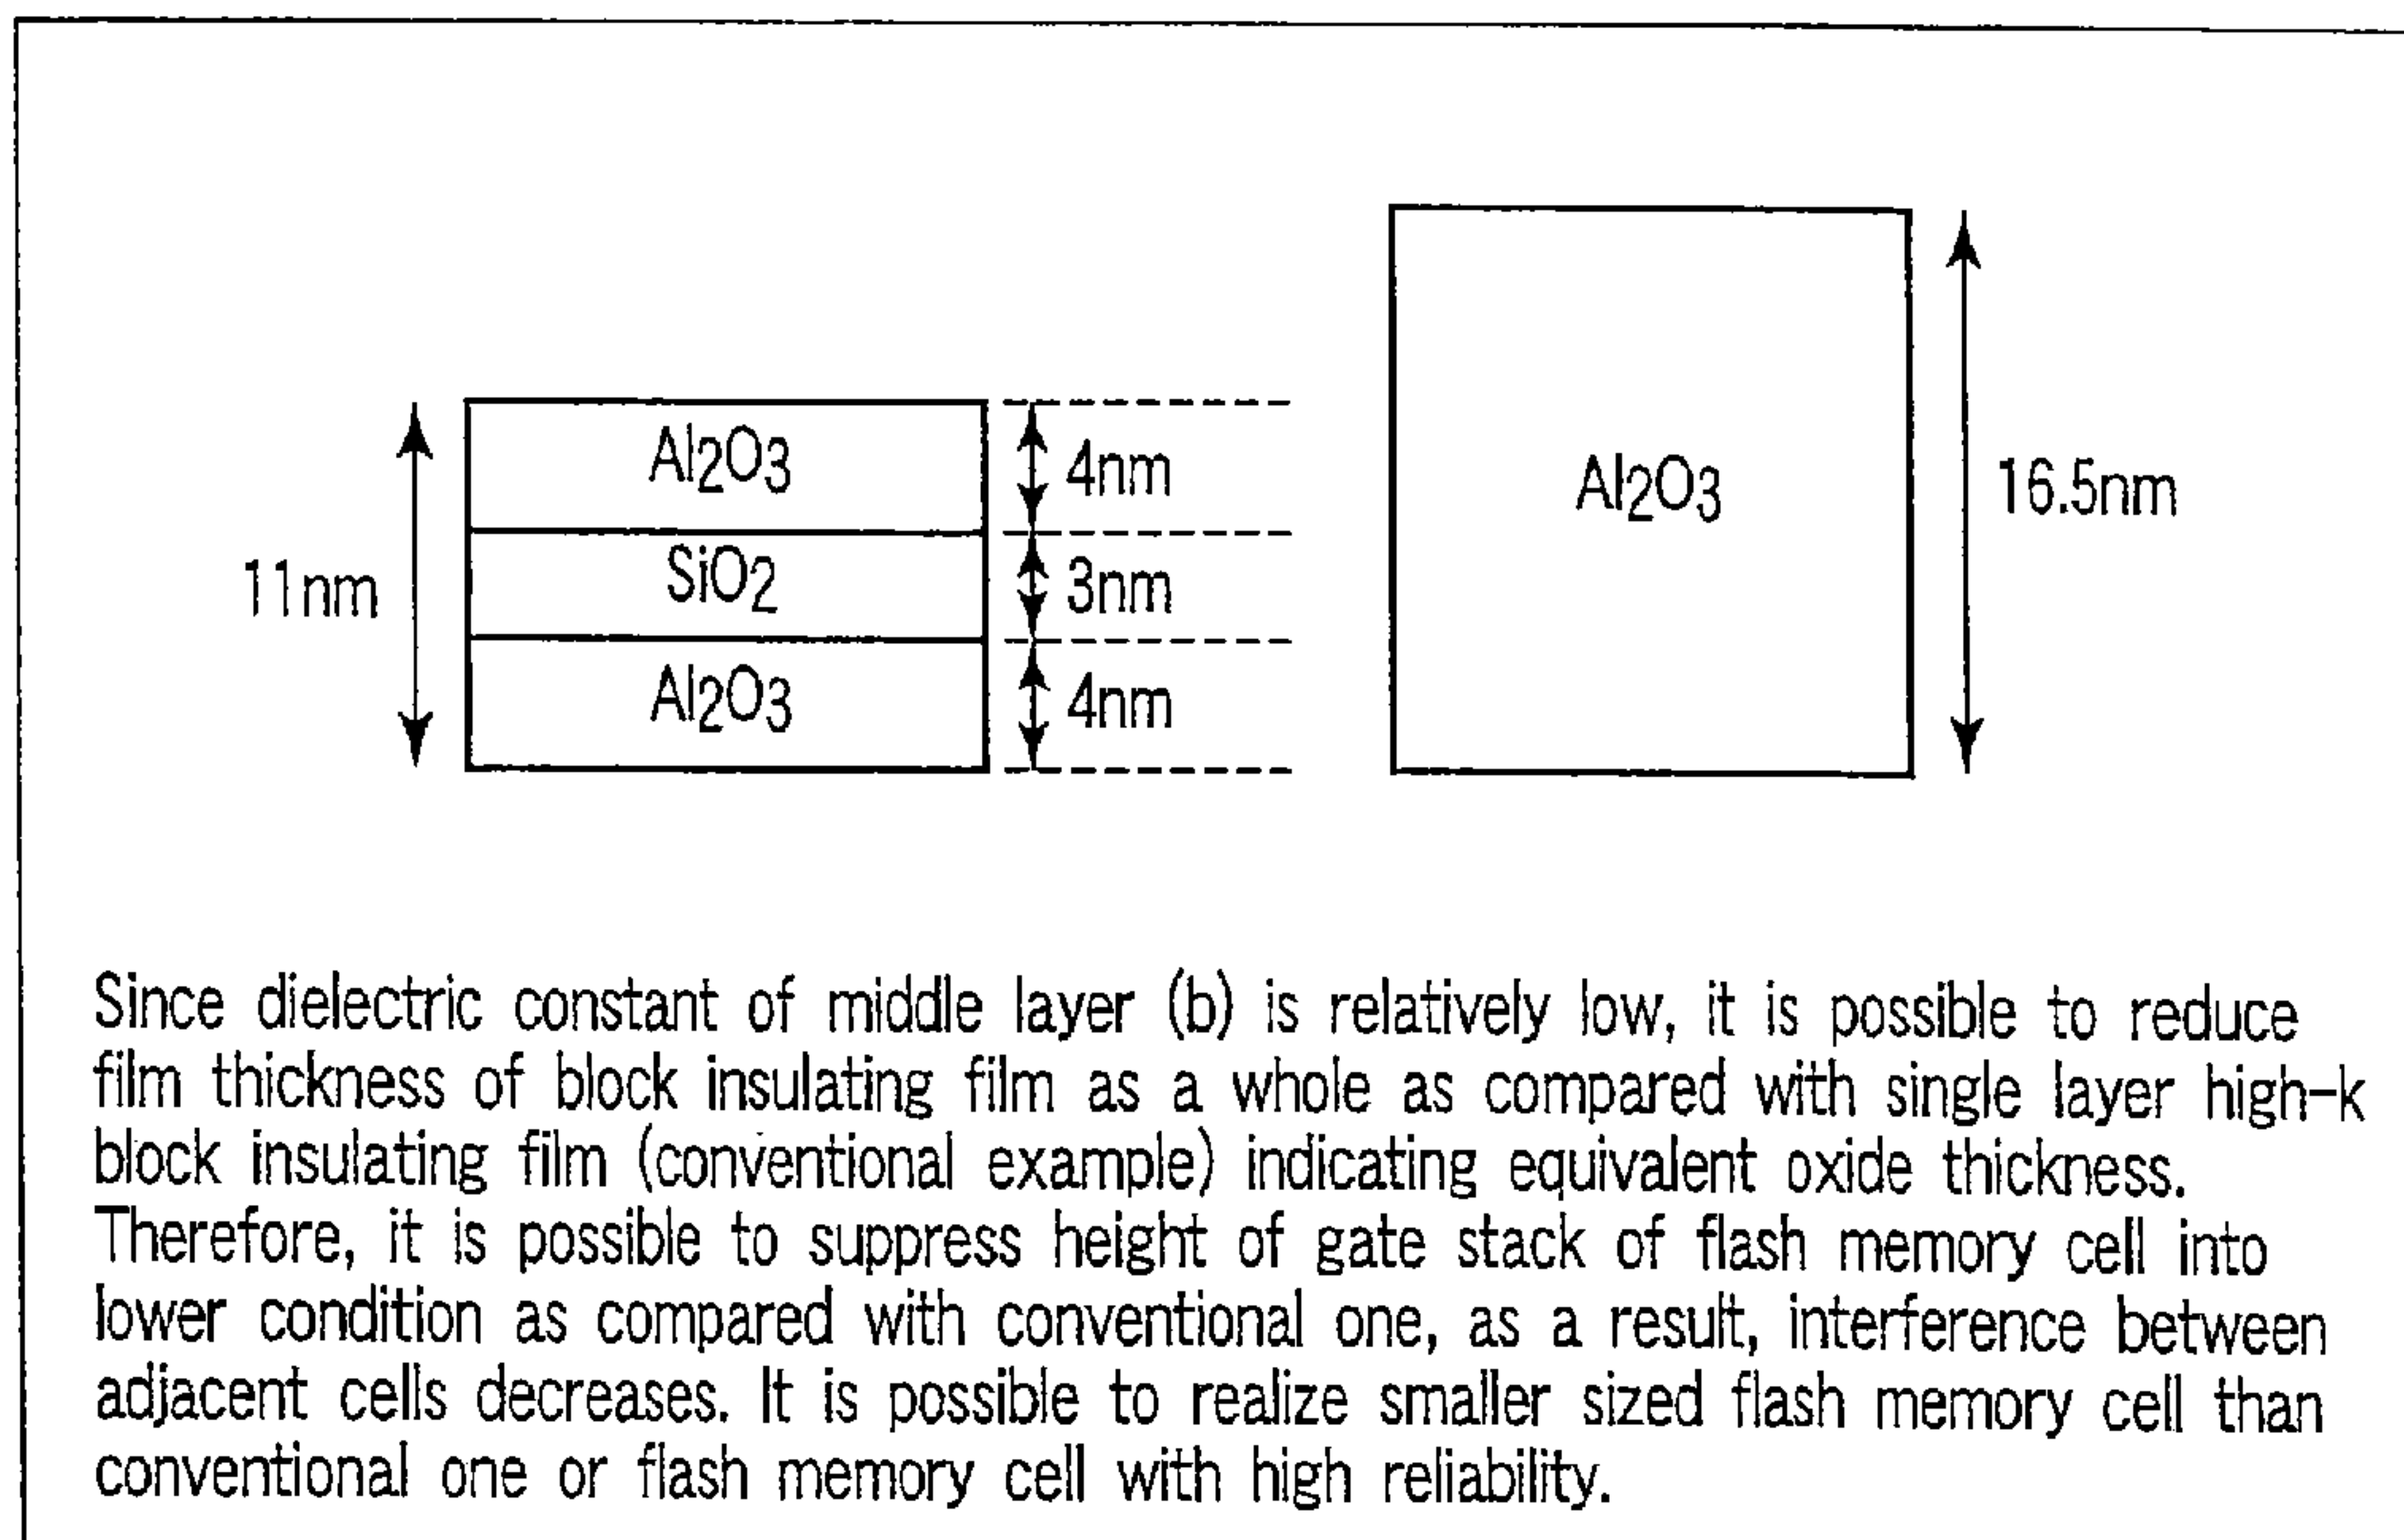 Al2O3
4nm
SiO2
3nm
11nm
Al2O3
4nm
Al2O3
16.5nm
Since dielectric constant of middle layer (b) is relatively low, it is possible to reduce
film thickness of block insulating film as a whole as compared with single layer high-k
block insulating film (conventional example) indicating equivalent oxide thickness.
Therefore, it is possible to suppress height of gate stack of flash memory cell into
lower condition as compared with conventional one, as a result, interference between
adjacent cells decreases. It is possible to realize smaller sized flash memory cell than
conventional one or flash memory cell with high reliability.